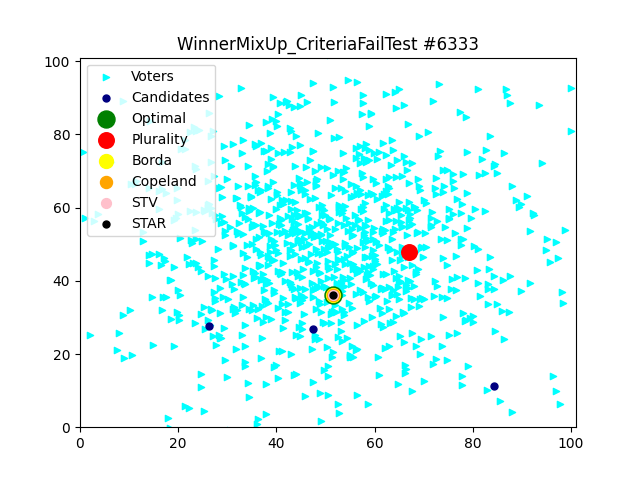 WinnerMixUp_CriteriaFailTest #6333
100
80
60
40
20
0
0
20
40
60
80
100
Voters
Candidates
Optimal
Plurality
Borda
Copeland
STV
STAR